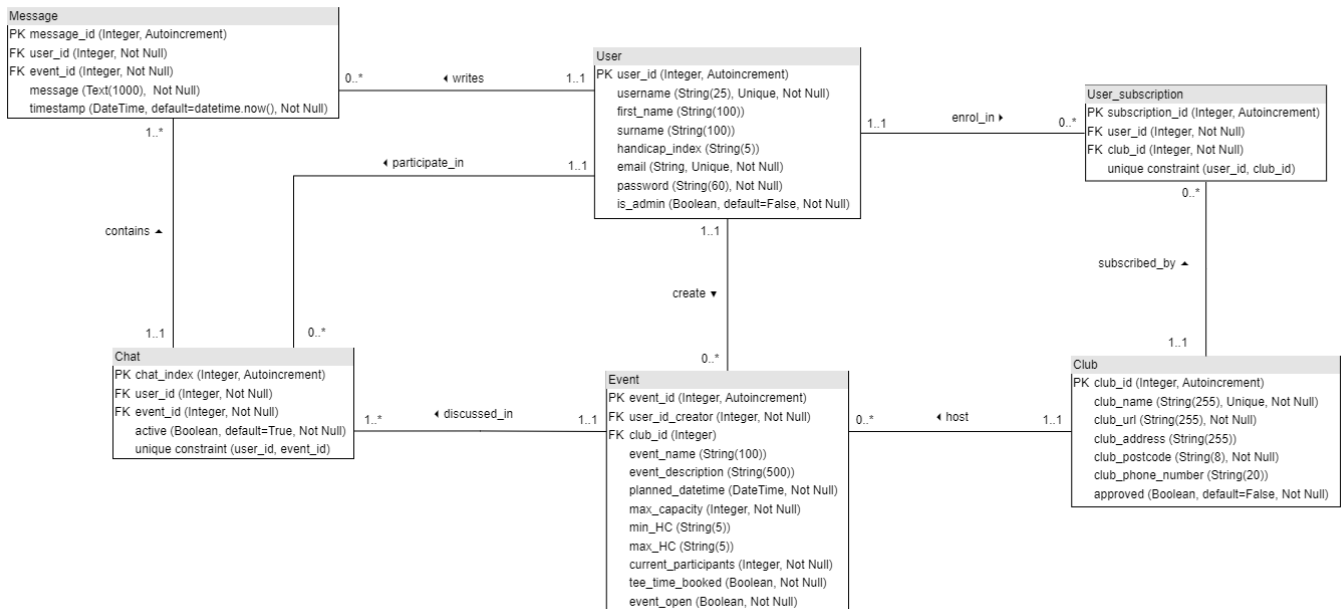 Message
PK message_id (Integer, Autoincrement)
FK user_id (Integer, Not Null)
FK event_id (Integer, Not Null)
message (Text(1000), Not Null)
timestamp (DateTime, default=datetime.now(), Not Null)
0..*
◂ writes
1..1
User
PK user_id (Integer, Autoincrement)
username (String(25), Unique, Not Null)
first_name (String(100))
surname (String(100))
handicap_index (String(5))
email (String, Unique, Not Null)
password (String(60), Not Null)
is_admin (Boolean, default=False, Not Null)
1..1
enrol_in ▸
0..*
User_subscription
PK subscription_id (Integer, Autoincrement)
FK user_id (Integer, Not Null)
FK club_id (Integer, Not Null)
unique constraint (user_id, club_id)
1..*
◂ participate_in
1..1
0..*
contains ▴
1..1
subscribed_by ▴
create ▾
1..1
0..*
0..*
1..1
Chat
PK chat_index (Integer, Autoincrement)
FK user_id (Integer, Not Null)
FK event_id (Integer, Not Null)
active (Boolean, default=True, Not Null)
unique constraint (user_id, event_id)
1..*
◂ discussed_in
1..1
Event
PK event_id (Integer, Autoincrement)
FK user_id_creator (Integer, Not Null)
FK club_id (Integer)
event_name (String(100))
event_description (String(500))
planned_datetime (DateTime, Not Null)
max_capacity (Integer, Not Null)
min_HC (String(5))
max_HC (String(5))
current_participants (Integer, Not Null)
tee_time_booked (Boolean, Not Null)
event_open (Boolean, Not Null)
0..*
◂ host
1..1
Club
PK club_id (Integer, Autoincrement)
club_name (String(255), Unique, Not Null)
club_url (String(255), Not Null)
club_address (String(255)
club_postcode (String(8), Not Null)
club_phone_number (String(20))
approved (Boolean, default=False, Not Null)